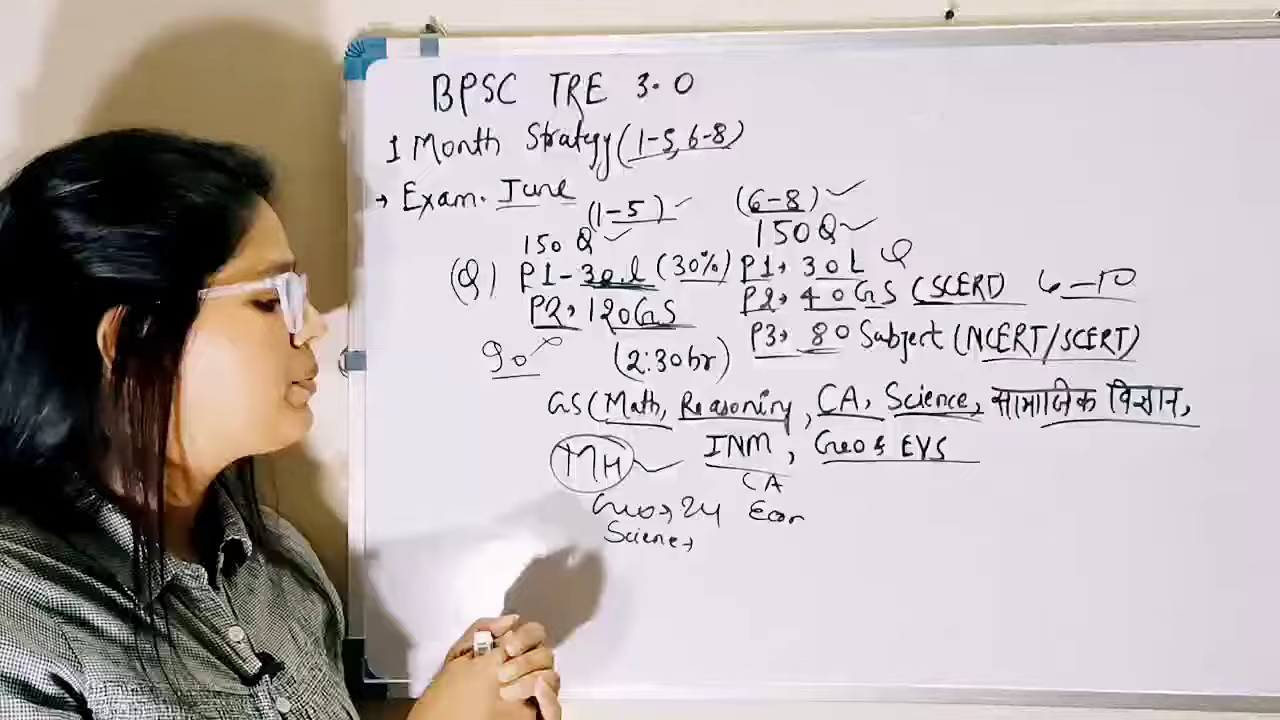 BPSC TRE 3.0
1 Month Strategy (1-5, 6-8)
→ Exam. June
(1-5) ✓ (6-8) ✓
150 Q ✓ 150 Q ✓
(Q) P1 - 30 L (30%) P1→ 30 L Q
P2→ 120 GS P2→ 40 GS (SCERT) 6-10
P3→ 80 Subject (NCERT/SCERT)
90% (2:30 hr)
GS (Math, Reasoning, CA, Science, सामाजिक विज्ञान,
INM, Geo & EVS
MH ✓ CA
Geo→ 24 Econ
Science→